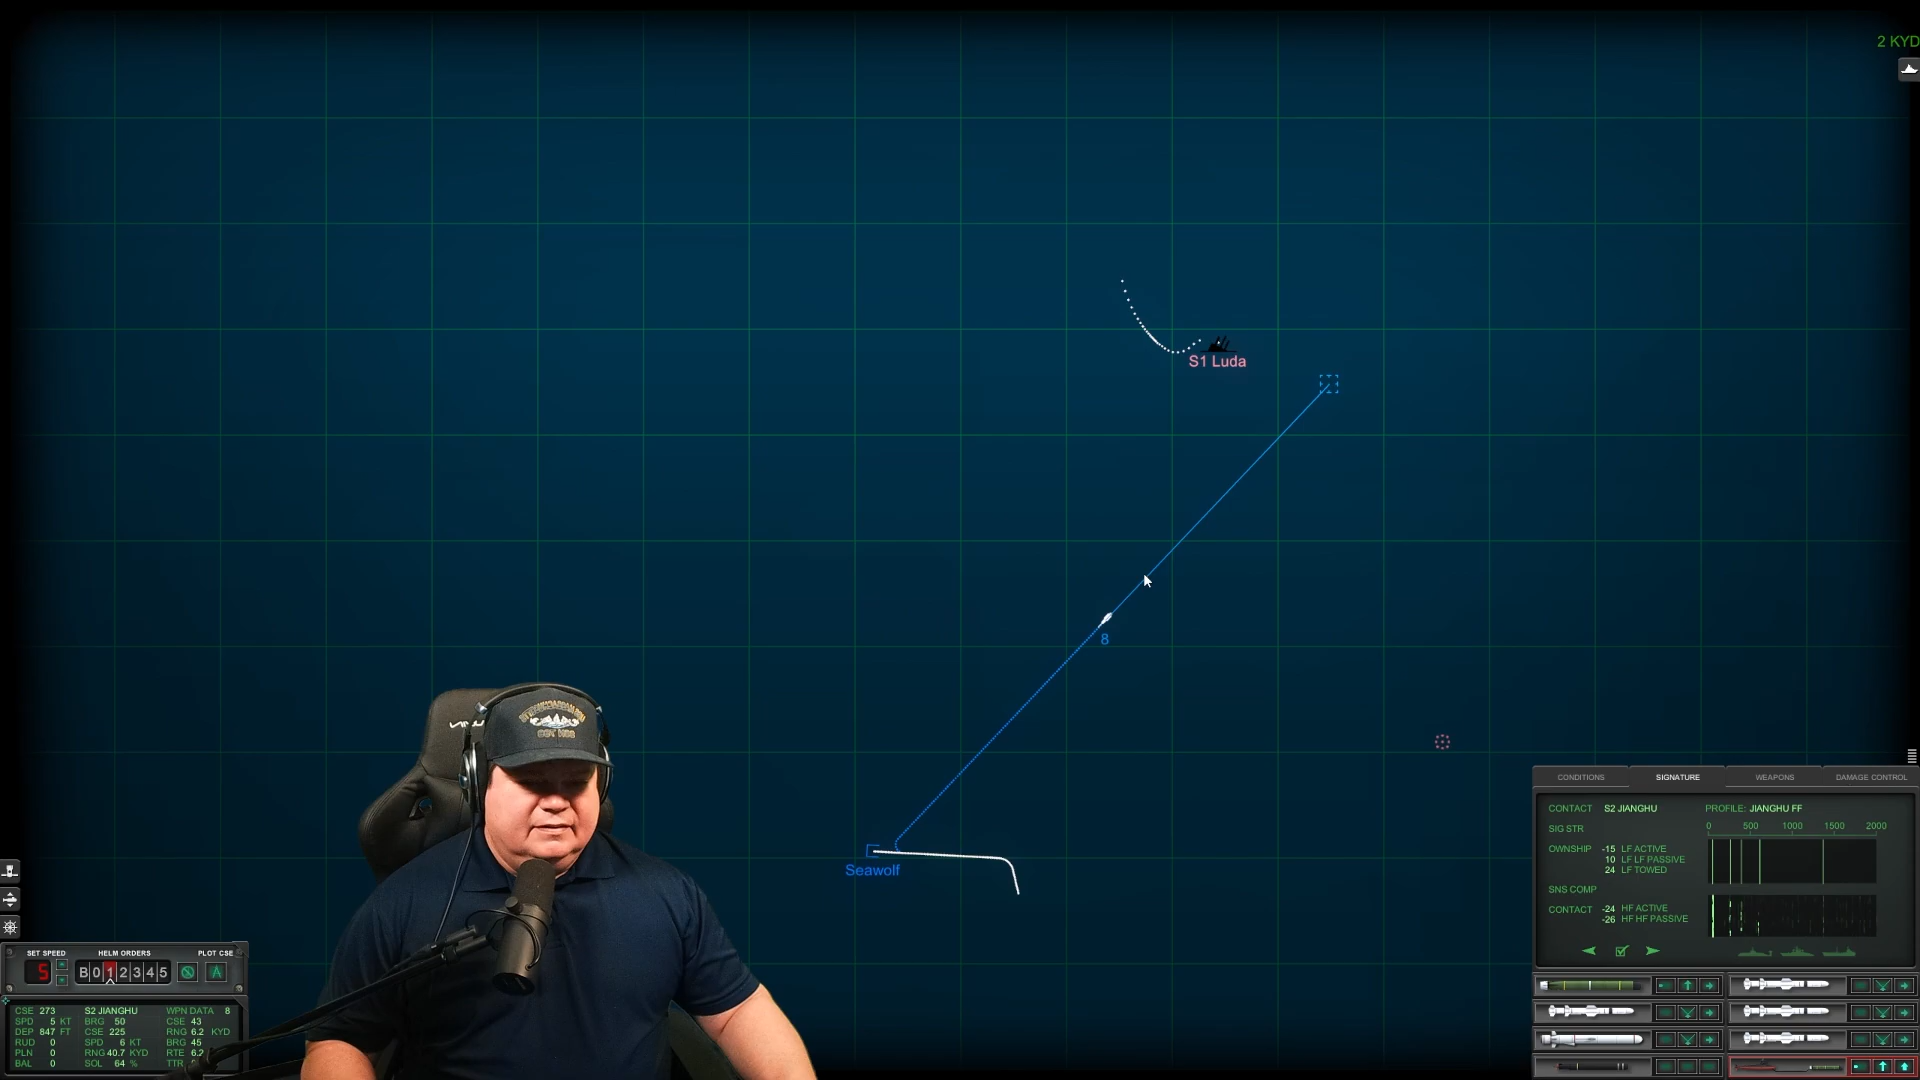 2 KYD
S1 Luda
8
Seawolf
SET SPEED
HELM ORDERS
PLOT CSE
5
B 0 1 2 3 4 5
CSE 273
SPD 5 KT
DEP 847 FT
RUD 0
PLN 0
BAL 0
S2 JIANGHU
BRG 50
CSE 225
SPD 6 KT
RNG 40.7 KYD
SOL 64 %
WPN DATA 8
CSE 43
RNG 6.2 KYD
BRG 45
RTE 6.2
TTR
CONDITIONS
SIGNATURE
WEAPONS
DAMAGE CONTROL
CONTACT S2 JIANGHU
PROFILE: JIANGHU FF
SIG STR
0 500 1000 1500 2000
OWNSHIP -15 LF ACTIVE
10 LF LF PASSIVE
24 LF TOWED
SNS COMP
CONTACT -24 HF ACTIVE
-26 HF HF PASSIVE